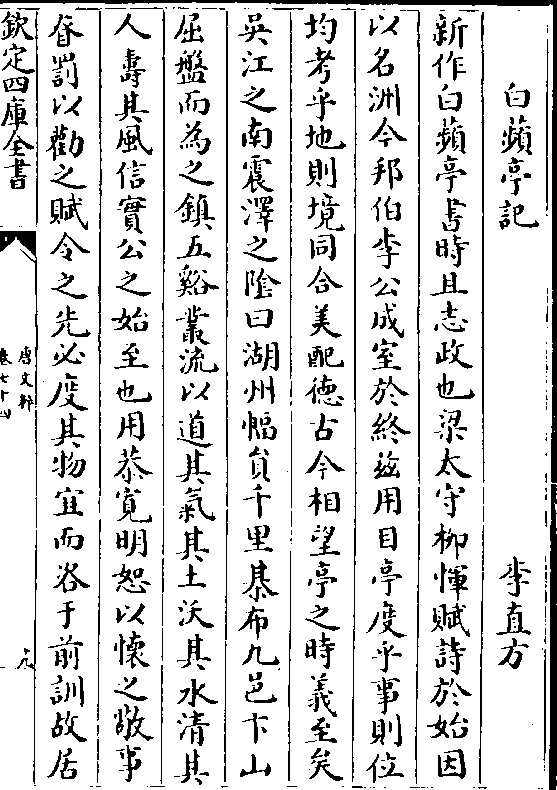 白蘋亭記 李直方
新作白蘋亭書時且志政也梁太守柳惲賦詩於始因
以名洲今邦伯李公成室於終兹用目亭度乎事則位
均考乎地則境同合美配德古今相望亭之時義至矣
吳江之南震澤之隂曰湖州幅員千里棊布九邑卞山
屈盤而為之鎮五谿叢流以道其氣其土沃其水清其
人壽其風信實公之始至也用恭寛明恕以懷之敬事
眘罰以勸之賦令之先必度其物宜而咨于前訓故居
欽定四庫全書
唐文粹
卷七十四
十九